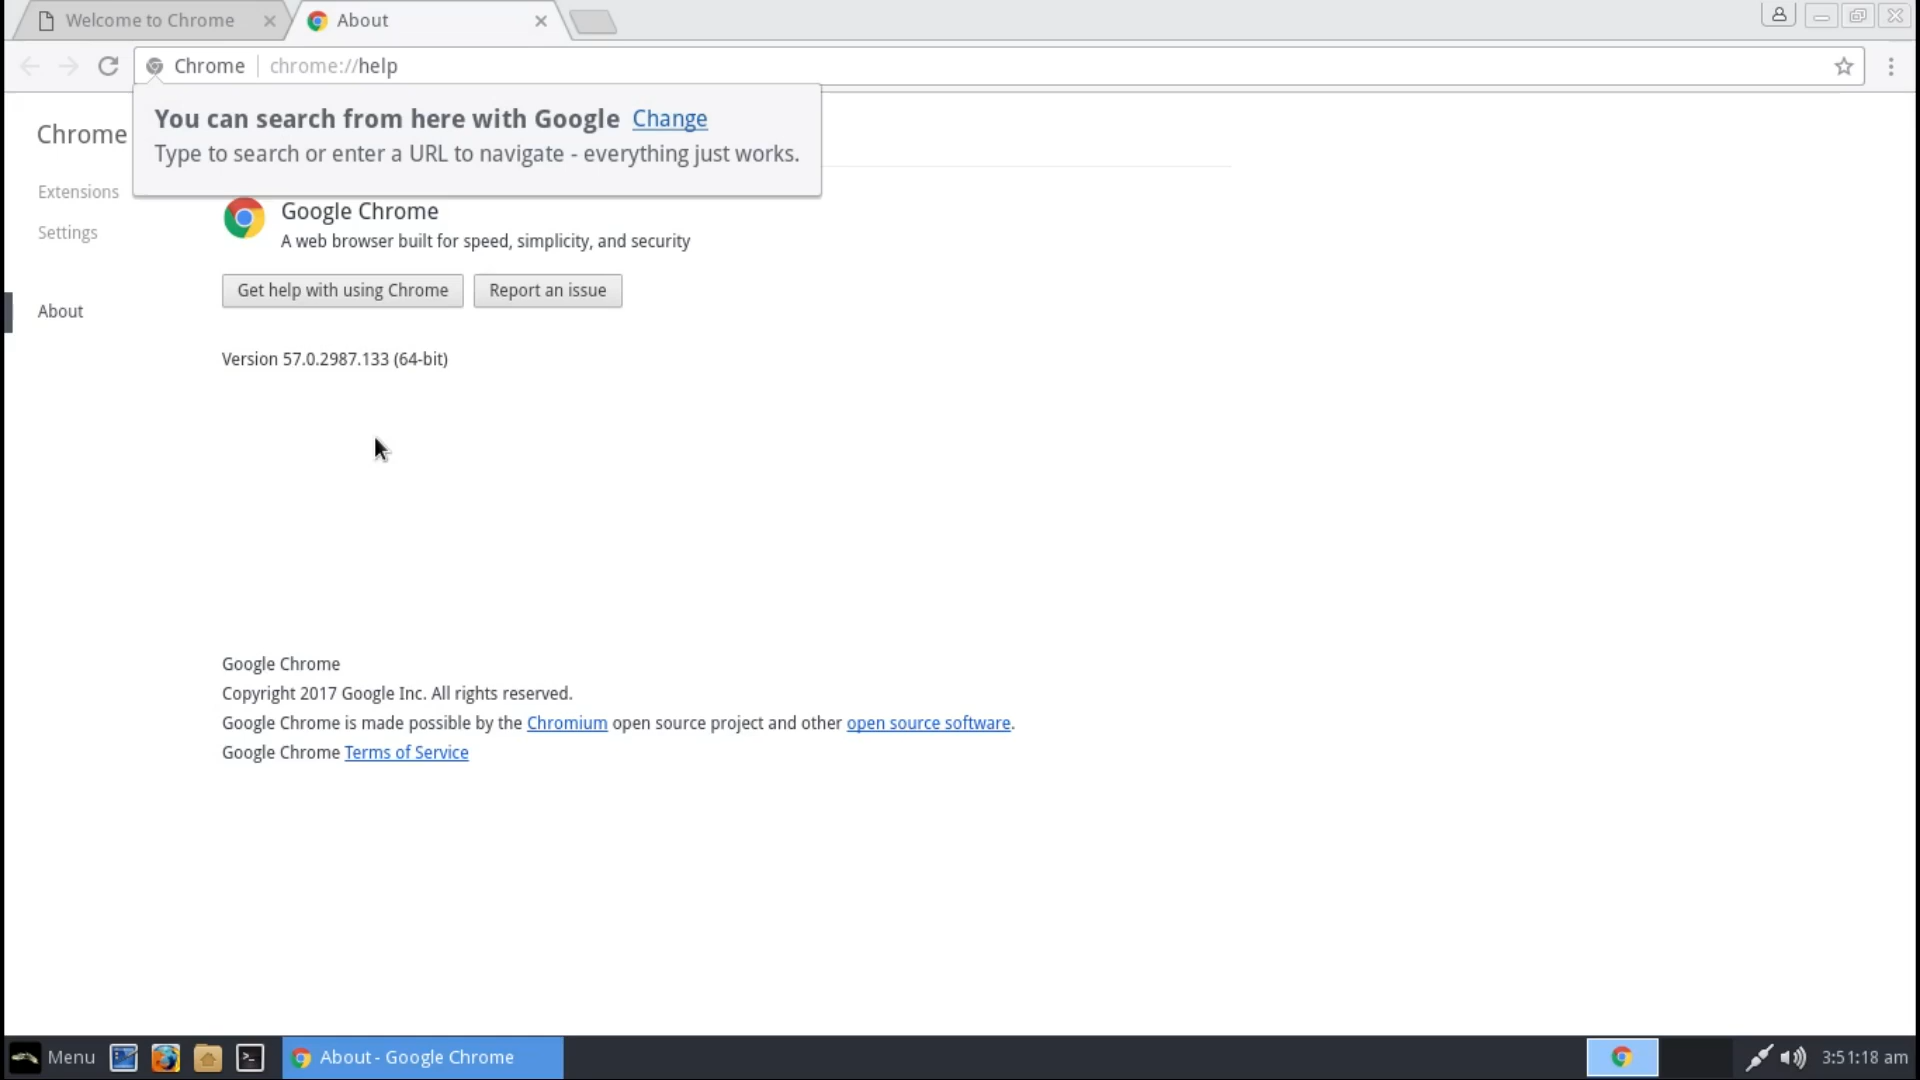 Welcome to Chrome
About
Chrome
chrome://help
You can search from here with Google Change
Type to search or enter a URL to navigate - everything just works.
Chrome
Extensions
Settings
About
Google Chrome
A web browser built for speed, simplicity, and security
Get help with using Chrome
Report an issue
Version 57.0.2987.133 (64-bit)
Google Chrome
Copyright 2017 Google Inc. All rights reserved.
Google Chrome is made possible by the Chromium open source project and other open source software.
Google Chrome Terms of Service
Menu
About - Google Chrome
3:51:18 am